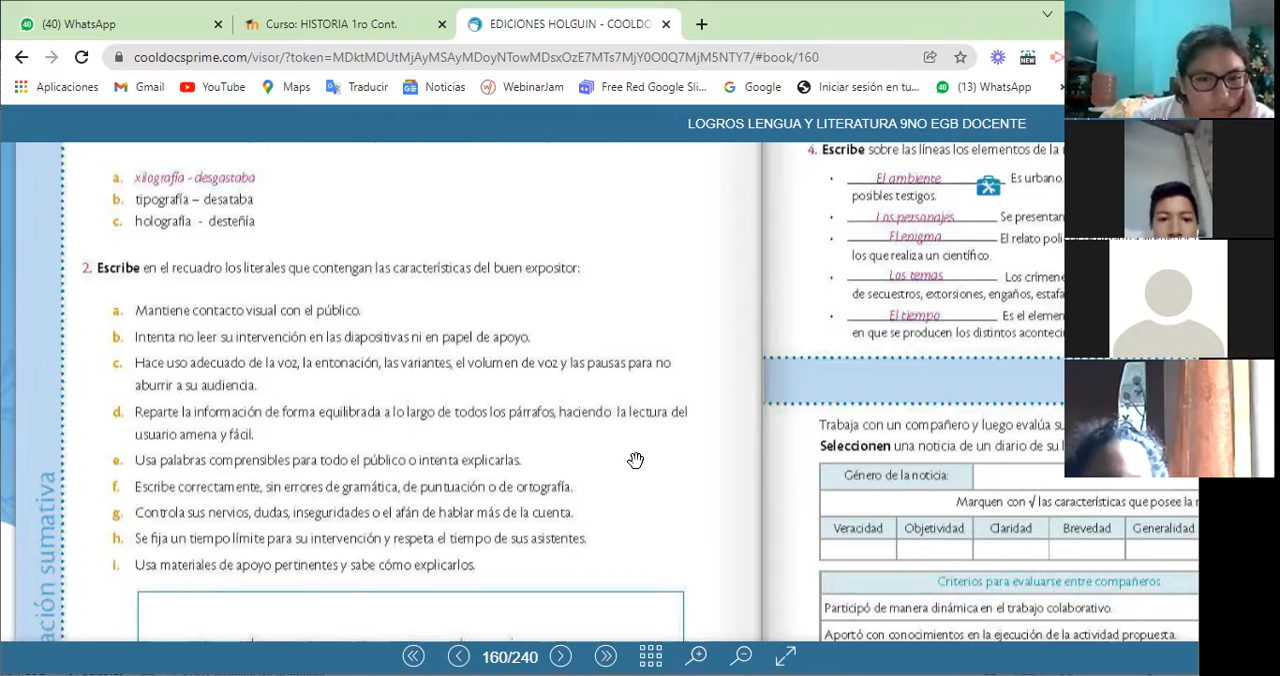 (40) WhatsApp
Curso: HISTORIA 1ro Cont.
EDICIONES HOLGUIN - COOLDO
cooldocsprime.com/visor/?token=MDktMDUtMjAyMSAyMDoyNTowMDsxOzE7MTs7MjY0O0Q7MjM5NTY7/#book/160
Aplicaciones
Gmail
YouTube
Maps
Traducir
Noticias
WebinarJam
Free Red Google Sli...
Google
Iniciar sesión en tu...
(13) WhatsApp
LOGROS LENGUA Y LITERATURA 9NO EGB DOCENTE
a. xilografía - desgastaba
b. tipografía – desataba
c. holografía - desteñía
2. Escribe en el recuadro los literales que contengan las características del buen expositor:
a. Mantiene contacto visual con el público.
b. Intenta no leer su intervención en las diapositivas ni en papel de apoyo.
c. Hace uso adecuado de la voz, la entonación, las variantes, el volumen de voz y las pausas para no
aburrir a su audiencia.
d. Reparte la información de forma equilibrada a lo largo de todos los párrafos, haciendo la lectura del
usuario amena y fácil.
e. Usa palabras comprensibles para todo el público o intenta explicarlas.
f. Escribe correctamente, sin errores de gramática, de puntuación o de ortografía.
g. Controla sus nervios, dudas, inseguridades o el afán de hablar más de la cuenta.
h. Se fija un tiempo límite para su intervención y respeta el tiempo de sus asistentes.
i. Usa materiales de apoyo pertinentes y sabe cómo explicarlos.
ación sumativa
4. Escribe sobre las líneas los elementos de la
El ambiente Es urbano.
posibles testigos.
Los personajes Se presentan
El enigma El relato poli
los que realiza un científico.
Los temas Los crímene
de secuestros, extorsiones, engaños, estafa
El tiempo Es el elemen
en que se producen los distintos aconteci
Trabaja con un compañero y luego evalúa su
Seleccionen una noticia de un diario de su l
Género de la noticia:
Marquen con √ las características que posee la n
Veracidad Objetividad Claridad Brevedad Generalidad
Criterios para evaluarse entre compañeros
Participó de manera dinámica en el trabajo colaborativo.
Aportó con conocimientos en la ejecución de la actividad propuesta.
160/240